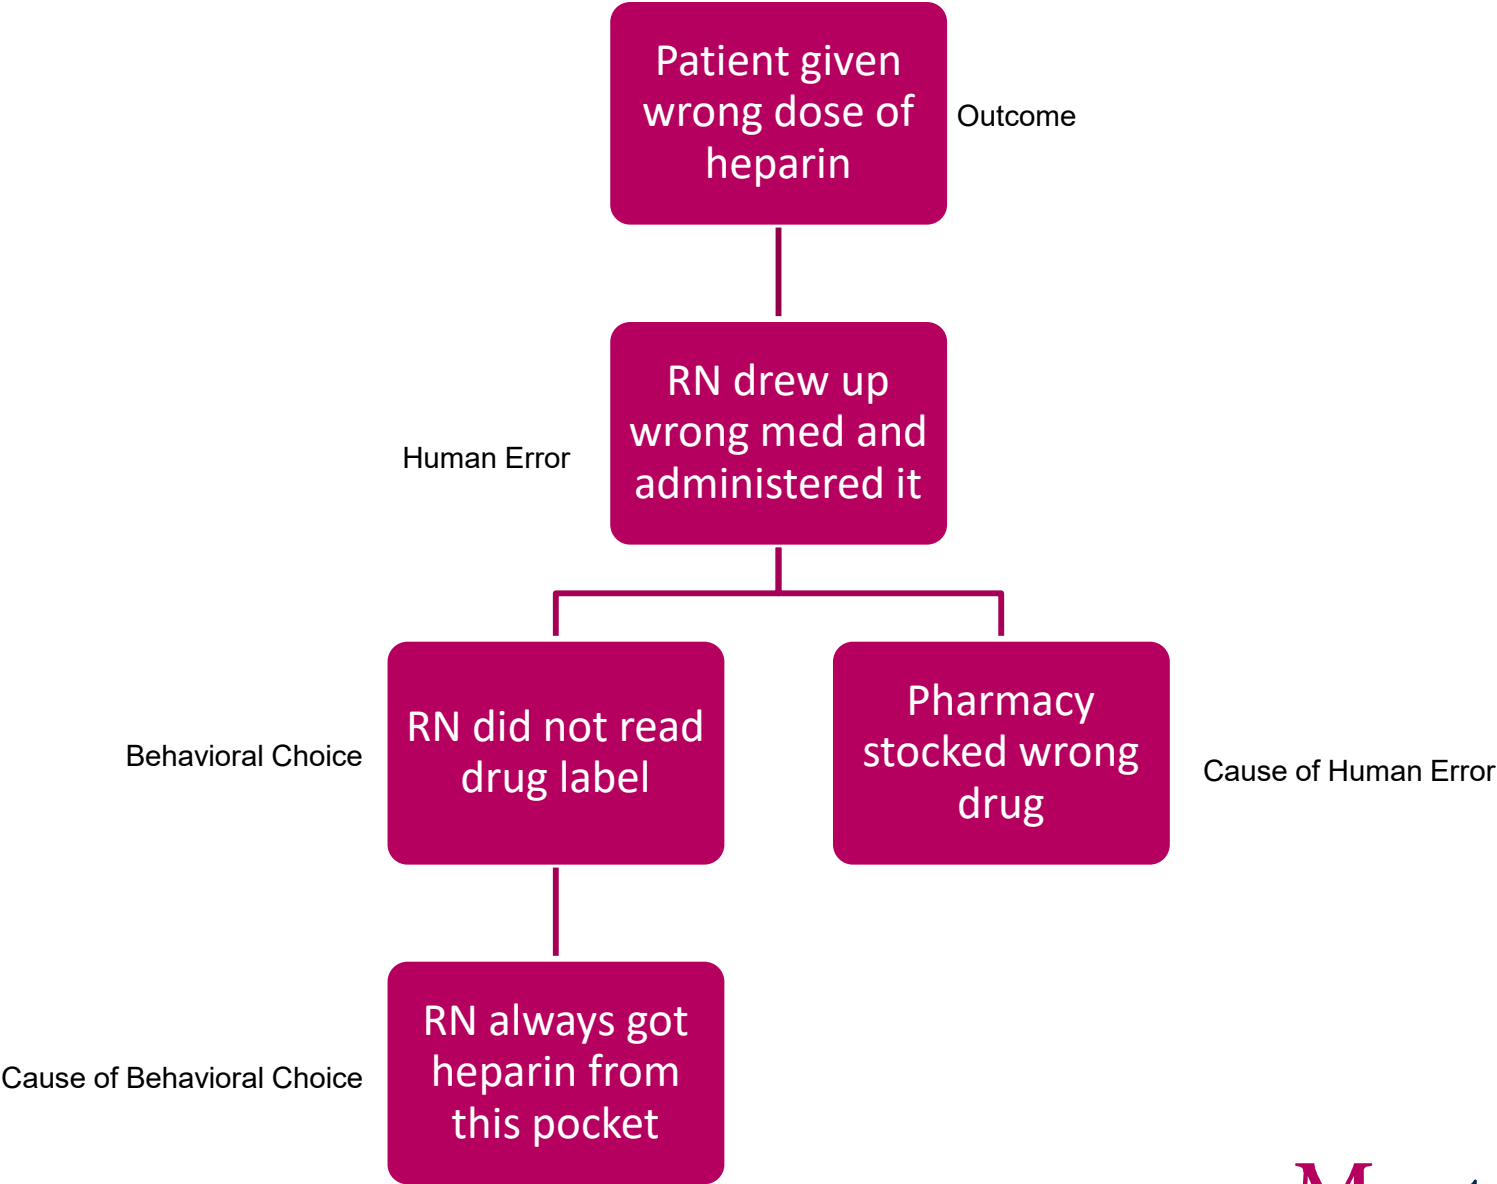 Patient given
wrong dose of
heparin
Outcome
RN drew up
wrong med and
administered it
Human Error
Behavioral Choice
RN did not read
drug label
Pharmacy
stocked wrong
drug
Cause of Human Error
Cause of Behavioral Choice
RN always got
heparin from
this pocket